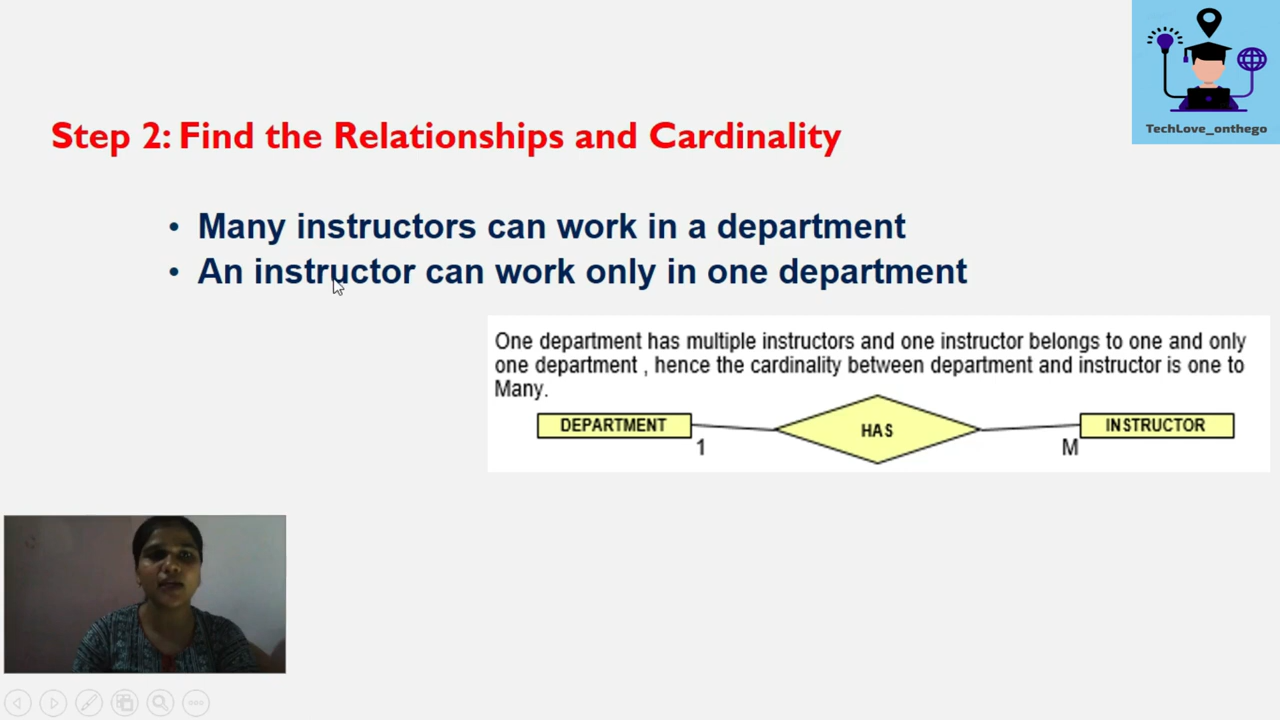 TechLove_onthego
Step 2: Find the Relationships and Cardinality
• Many instructors can work in a department
• An instructor can work only in one department
One department has multiple instructors and one instructor belongs to one and only
one department , hence the cardinality between department and instructor is one to
Many.
DEPARTMENT
1
HAS
M
INSTRUCTOR